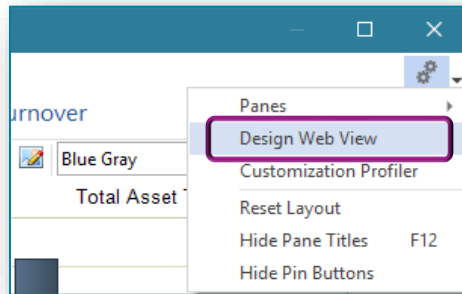 urnover
Panes
Design Web View
Blue Gray
Customization Profiler
Total Asset
Reset Layout
Hide Pane Titles F12
Hide Pin Buttons